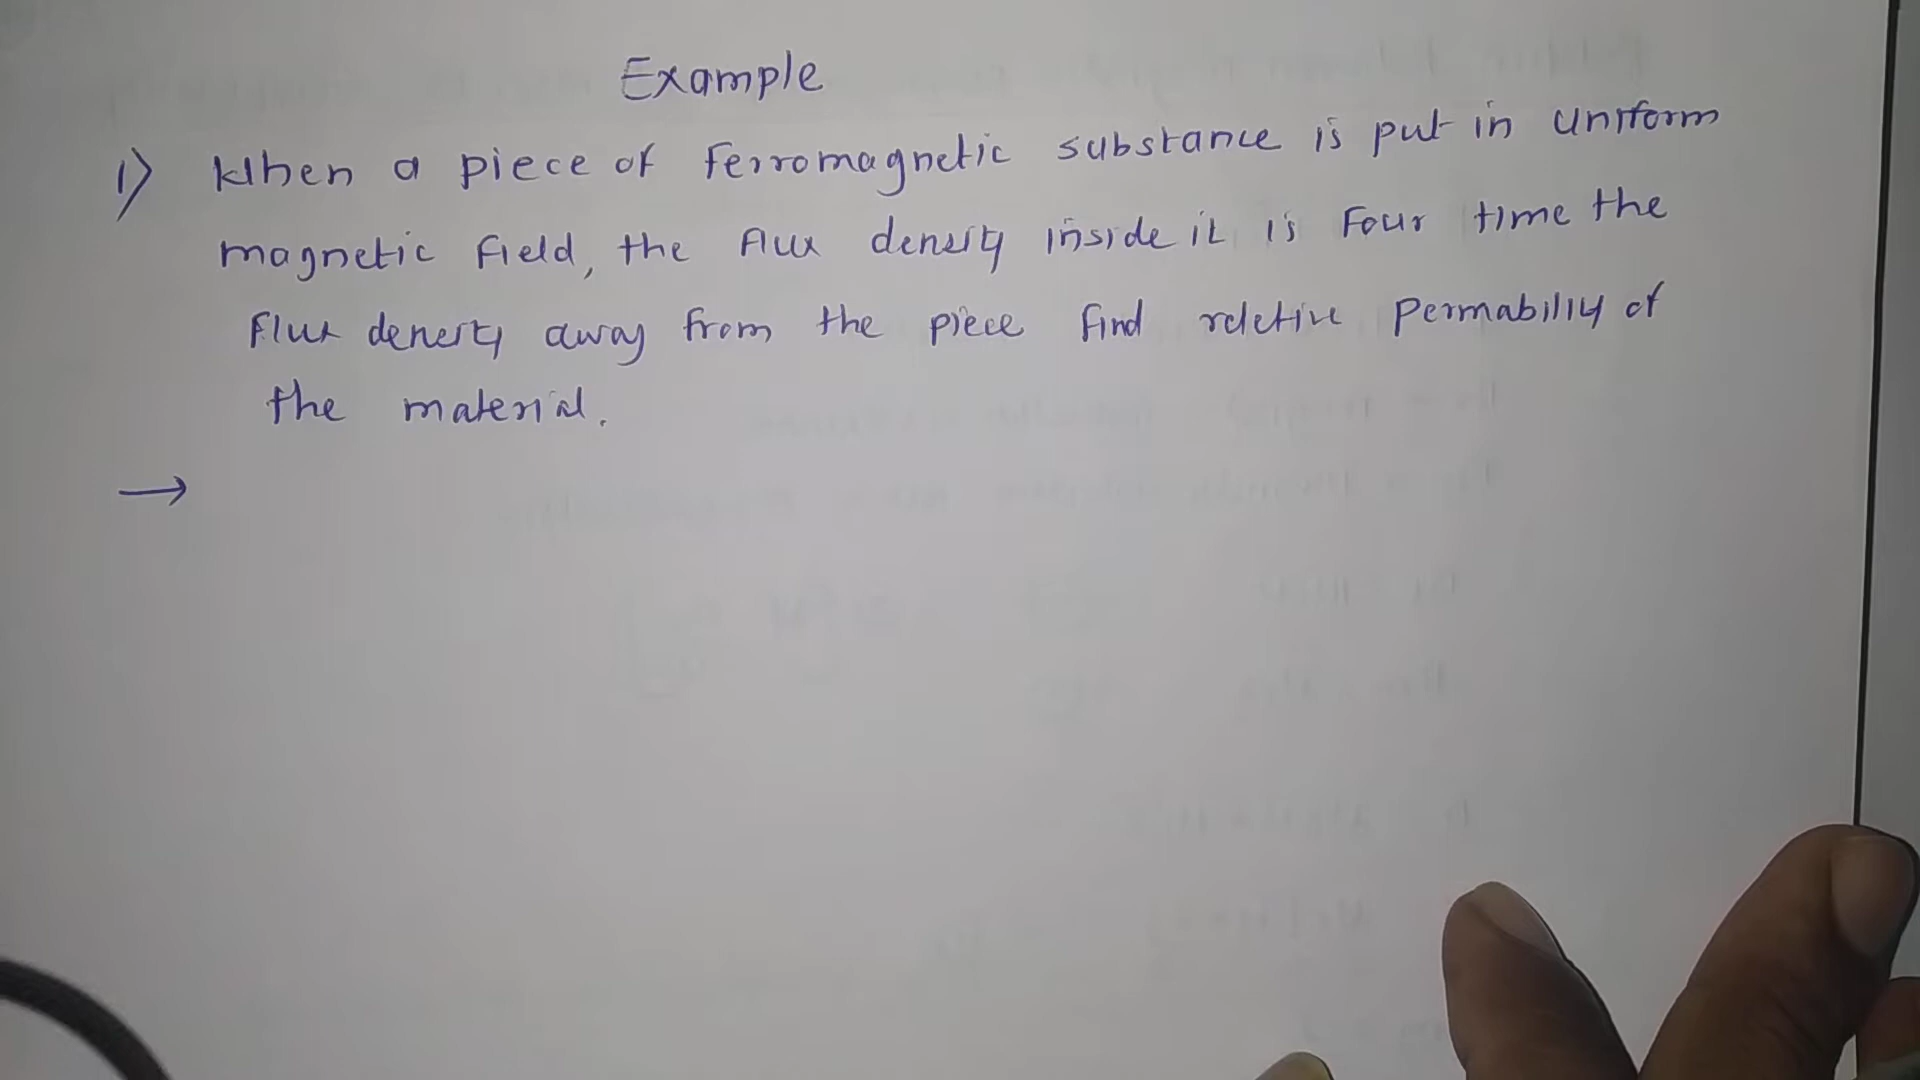 Example
1) When a piece of Ferromagnetic substance is put in uniform
magnetic field, the flux density inside it is Four time the
flux denesty away from the piece find reletive Permability of
the material.
→